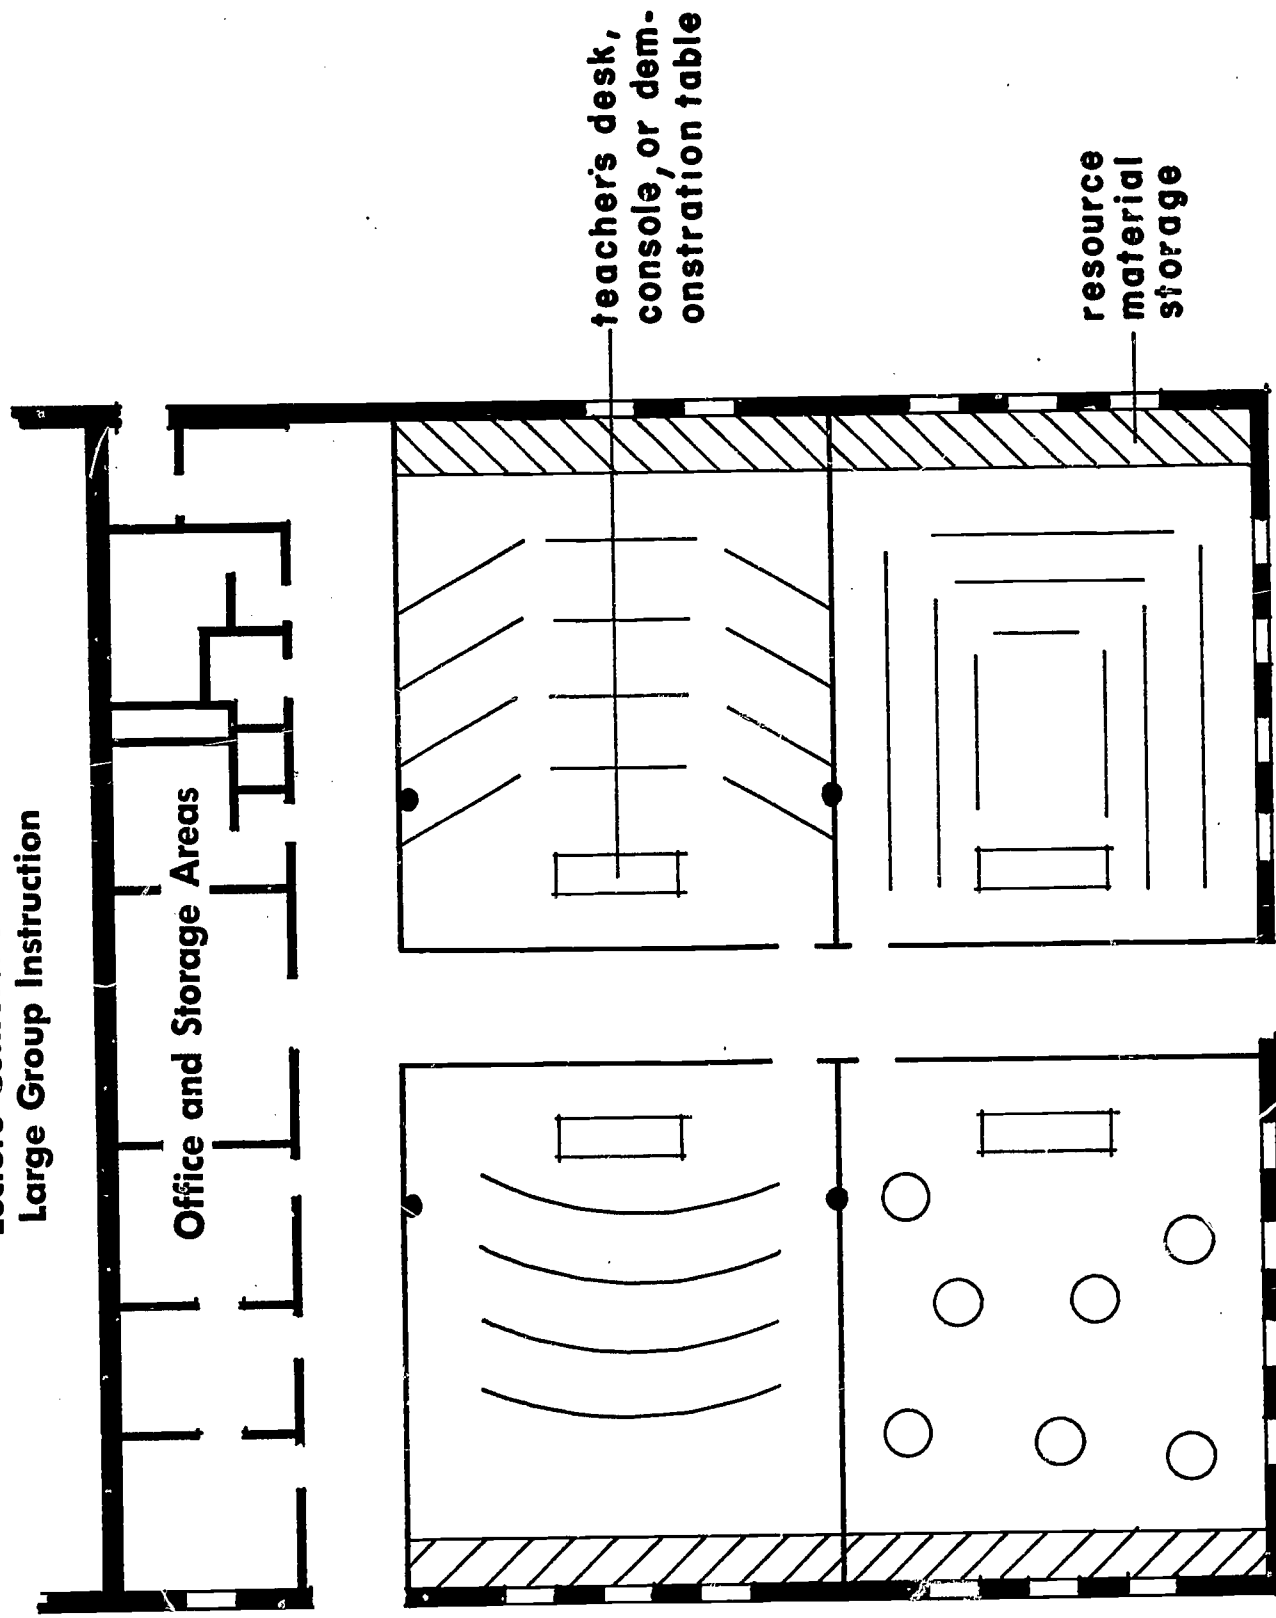 Large Group Instruction
Office and Storage Areas
teacher's desk,
console, or dem-
onstration table
resource
material
storage